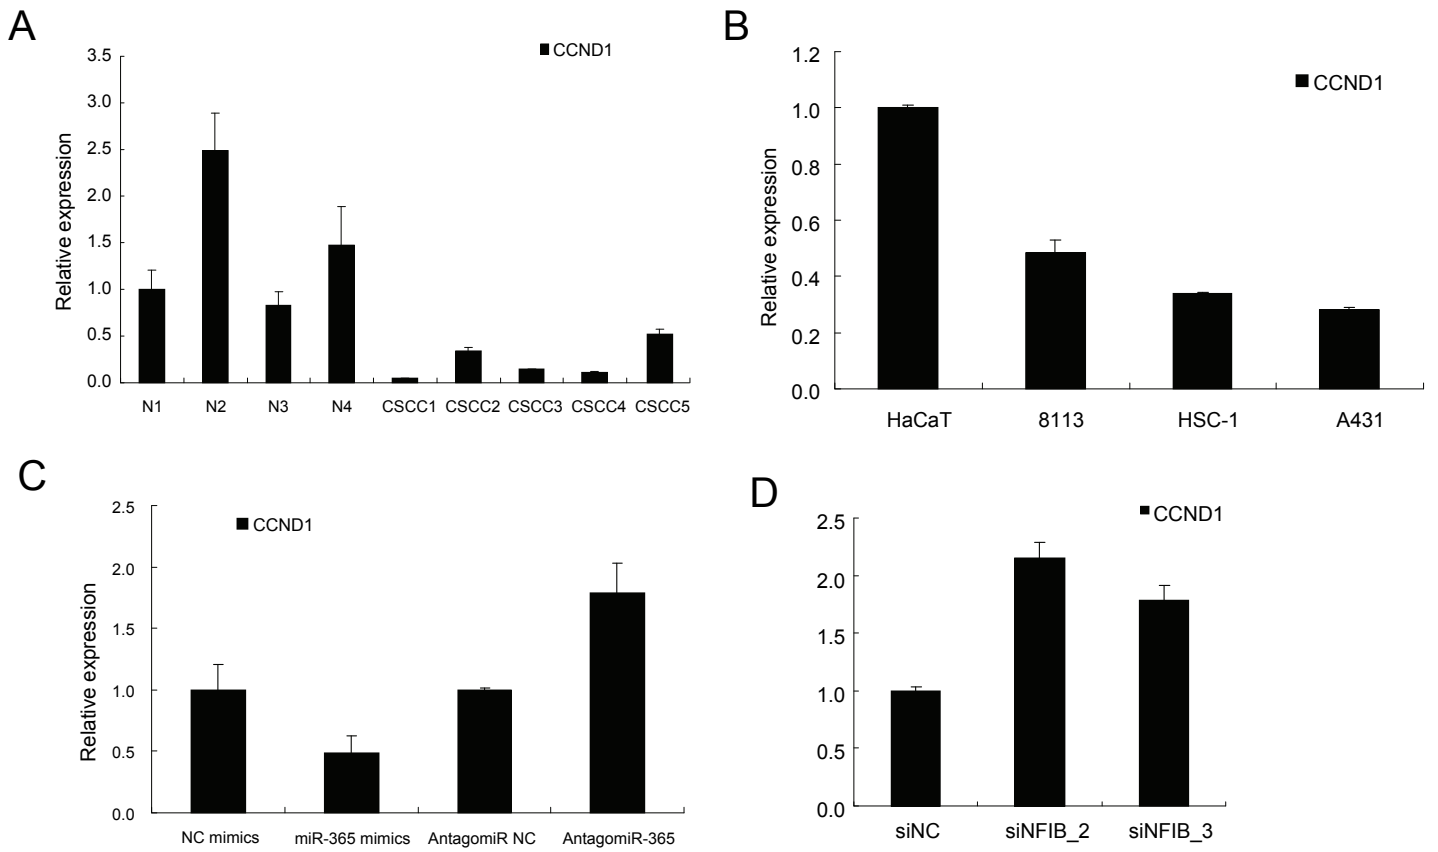 A
CCND1
Relative expression
3.5
3.0
2.5
2.0
1.5
1.0
0.5
0.0
N1 N2 N3 N4 CSCC1 CSCC2 CSCC3 CSCC4 CSCC5
B
CCND1
Relative expression
1.2
1.0
0.8
0.6
0.4
0.2
0.0
HaCaT 8113 HSC-1 A431
C
CCND1
Relative expression
2.5
2.0
1.5
1.0
0.5
0.0
NC mimics miR-365 mimics AntagomiR NC AntagomiR-365
D
CCND1
2.5
2.0
1.5
1.0
0.5
0.0
siNC siNFIB_2 siNFIB_3